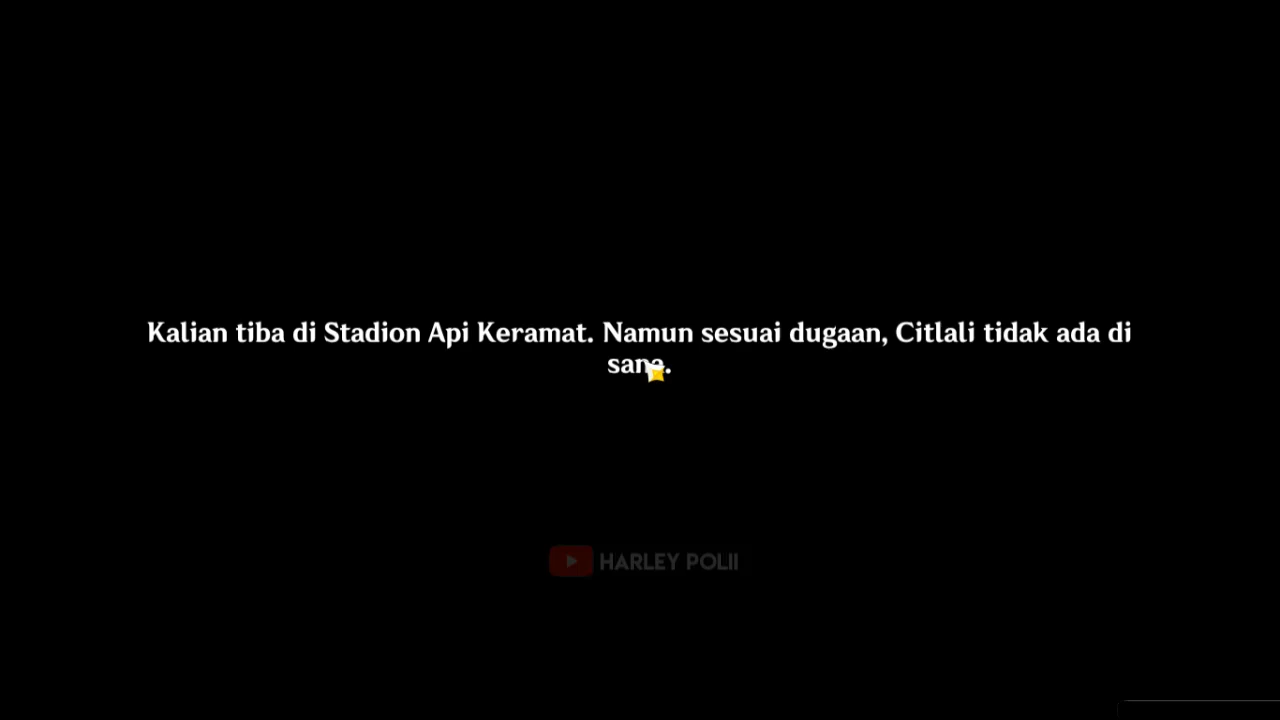 Kalian tiba di Stadion Api Keramat. Namun sesuai dugaan, Citlali tidak ada di
sana.
HARLEY POLII